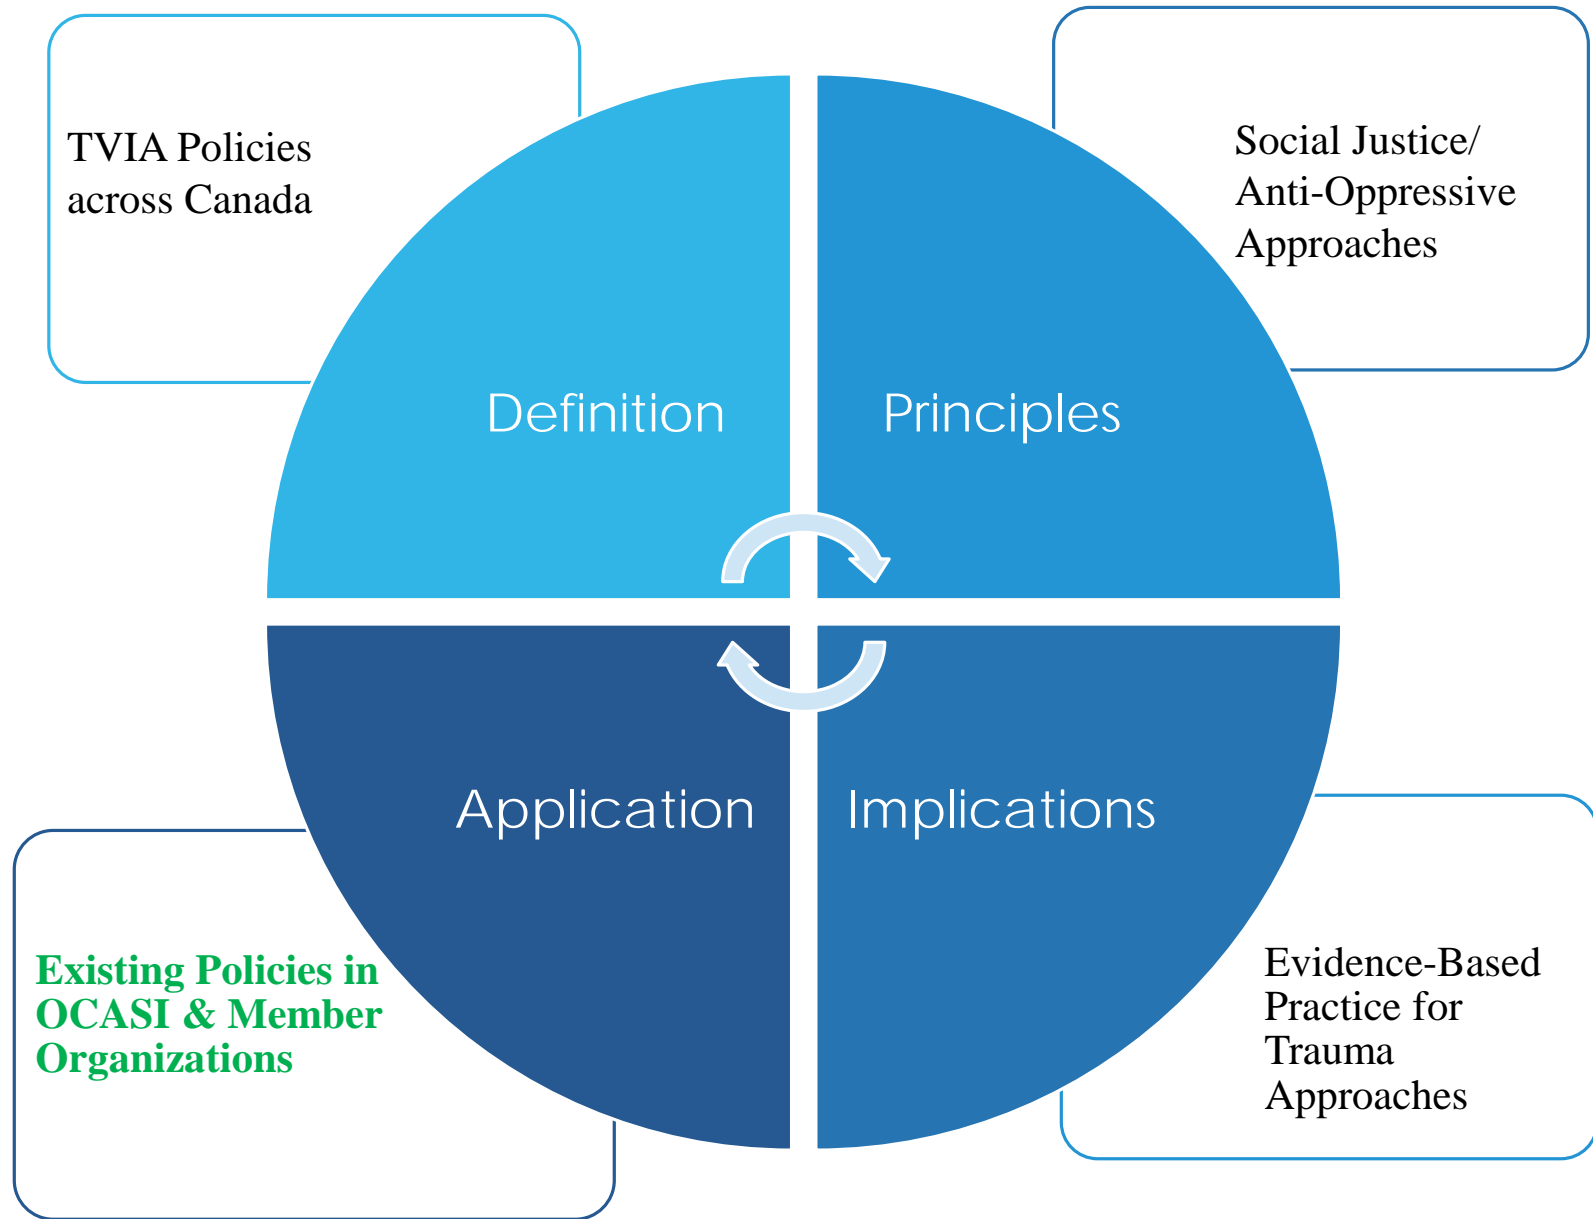 TVIA Policies
across Canada
Social Justice/
Anti-Oppressive
Approaches
Definition
Principles
Application
Implications
Existing Policies in
OCASI & Member
Organizations
Evidence-Based
Practice for
Trauma
Approaches